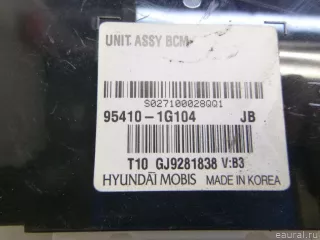 UNIT ASSY BCM
S027100028QQ1
95410-1G104 JB
T10 GJ9281838 V:B3
HYUNDAI MOBIS MADE IN KOREA
© eaural.ru